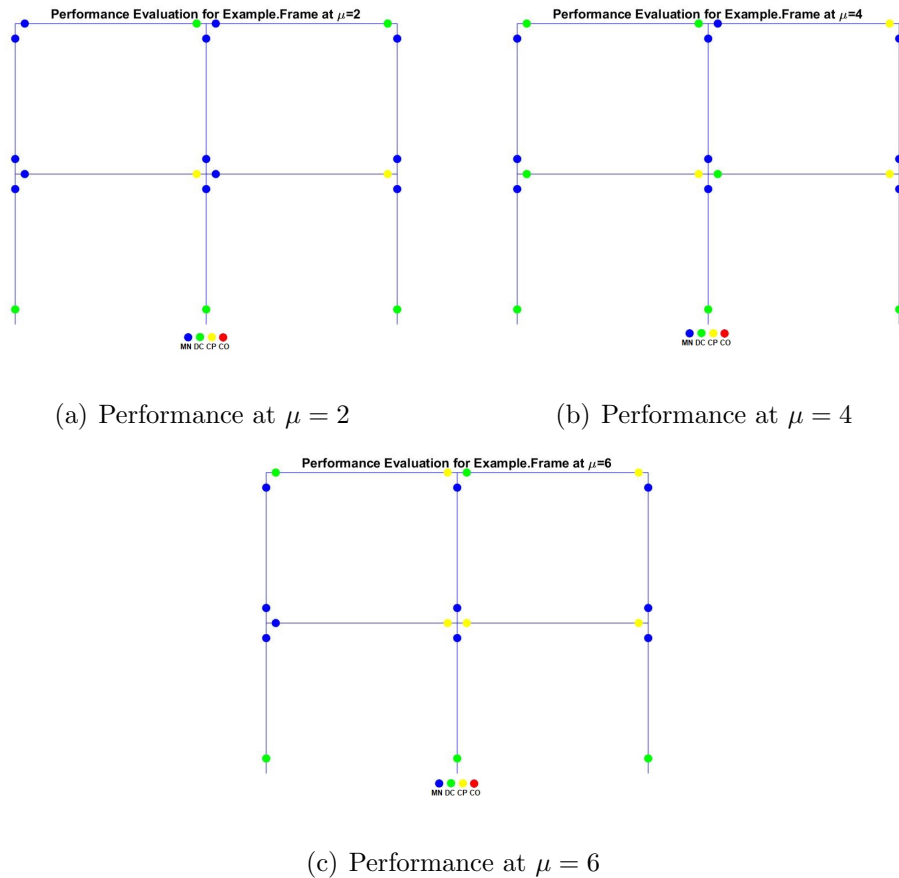 Performance Evaluation for Example.Frame at μ=2
MN DC CP CO
(a) Performance at μ = 2
Performance Evaluation for Example.Frame at μ=4
MN DC CP CO
(b) Performance at μ = 4
Performance Evaluation for Example.Frame at μ=6
MN DC CP CO
(c) Performance at μ = 6